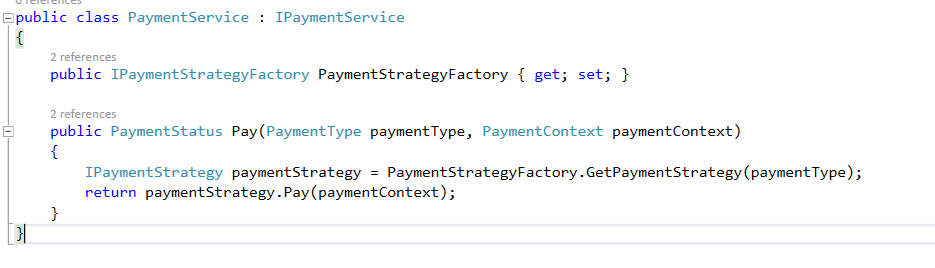 0 references
public class PaymentService : IPaymentService
{
2 references
public IPaymentStrategyFactory PaymentStrategyFactory { get; set; }
2 references
public PaymentStatus Pay(PaymentType paymentType, PaymentContext paymentContext)
{
IPaymentStrategy paymentStrategy = PaymentStrategyFactory.GetPaymentStrategy(paymentType);
return paymentStrategy.Pay(paymentContext);
}
}